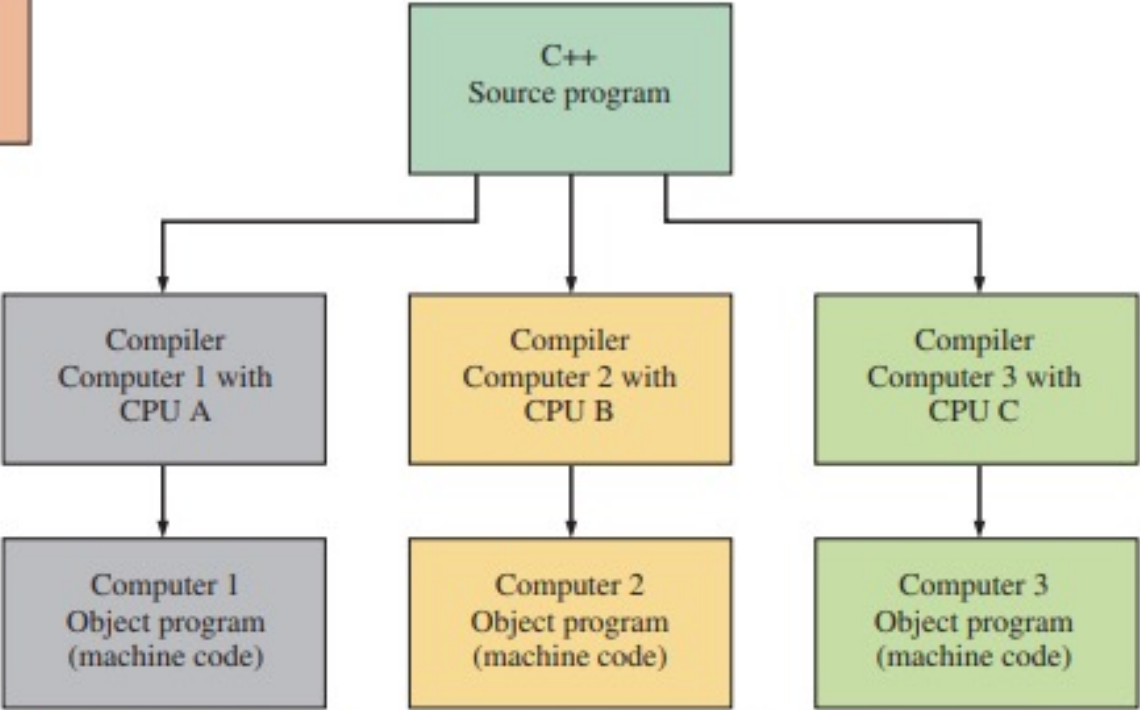 C++
Source program
Compiler
Computer 1 with
CPU A
Compiler
Computer 2 with
CPU B
Compiler
Computer 3 with
CPU C
Computer 1
Object program
(machine code)
Computer 2
Object program
(machine code)
Computer 3
Object program
(machine code)